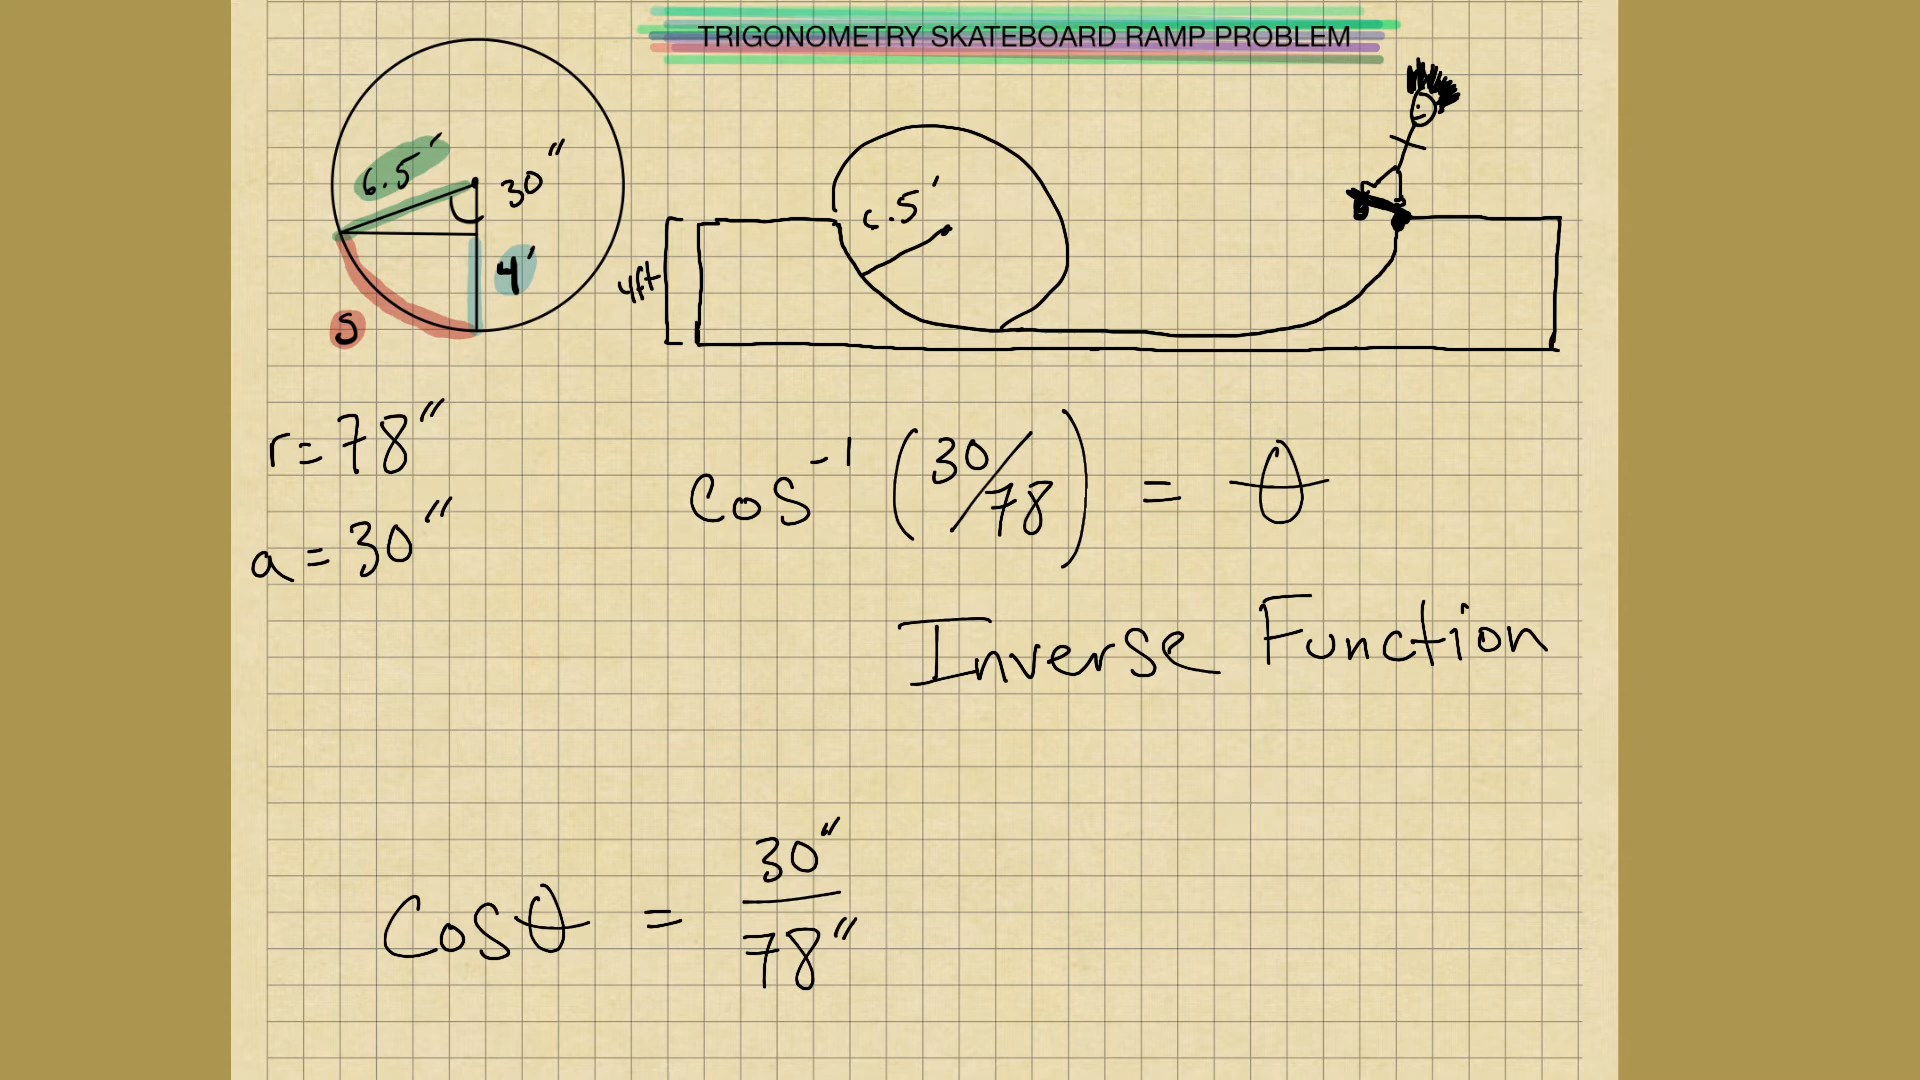 TRIGONOMETRY SKATEBOARD RAMP PROBLEM
6.5'
30"
4'
S
6.5'
4ft
r = 78"
a = 30"
cos⁻¹ (30/78) = θ
Inverse Function
Cosθ = 30"/78"